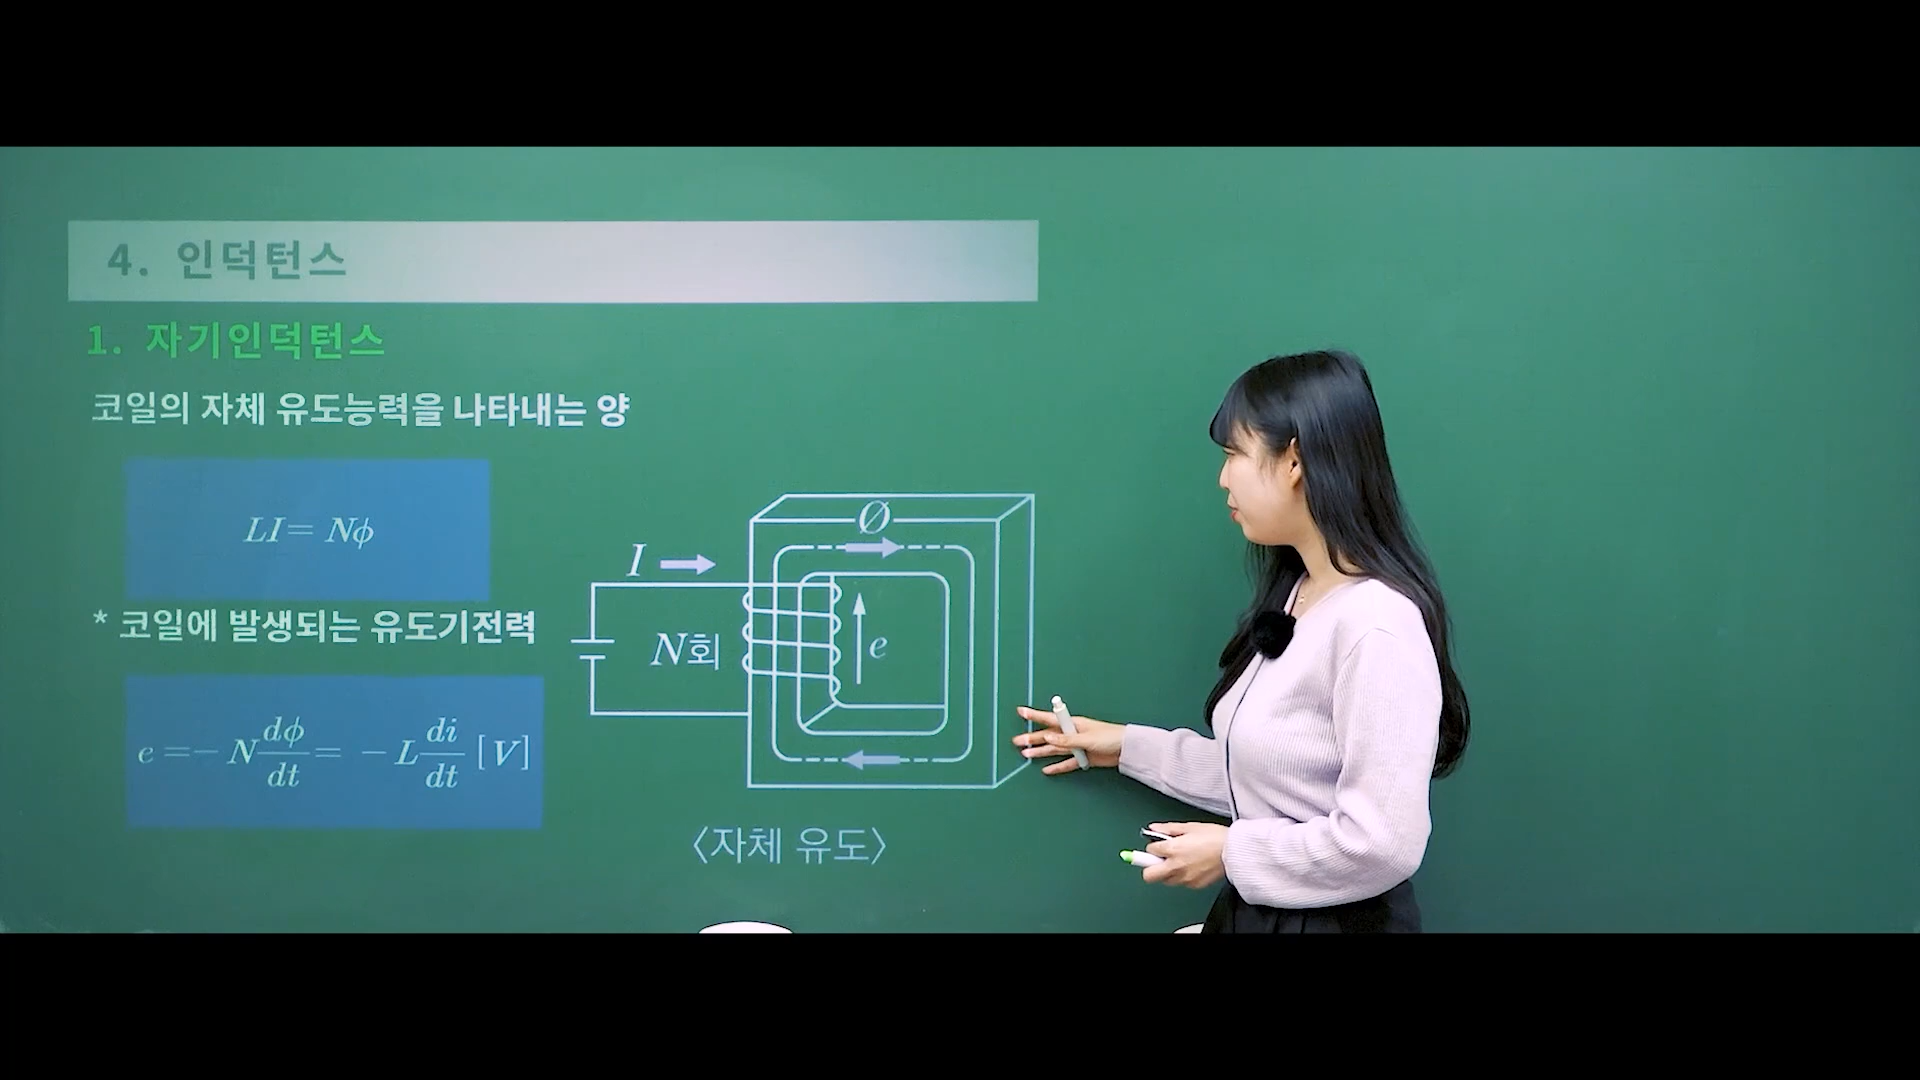 4. 인덕턴스
1. 자기인덕턴스
코일의 자체 유도능력을 나타내는 양
LI = Nϕ
* 코일에 발생되는 유도기전력
e = -N dϕ/dt = -L di/dt [V]
I
Ø
N회
e
〈자체 유도〉